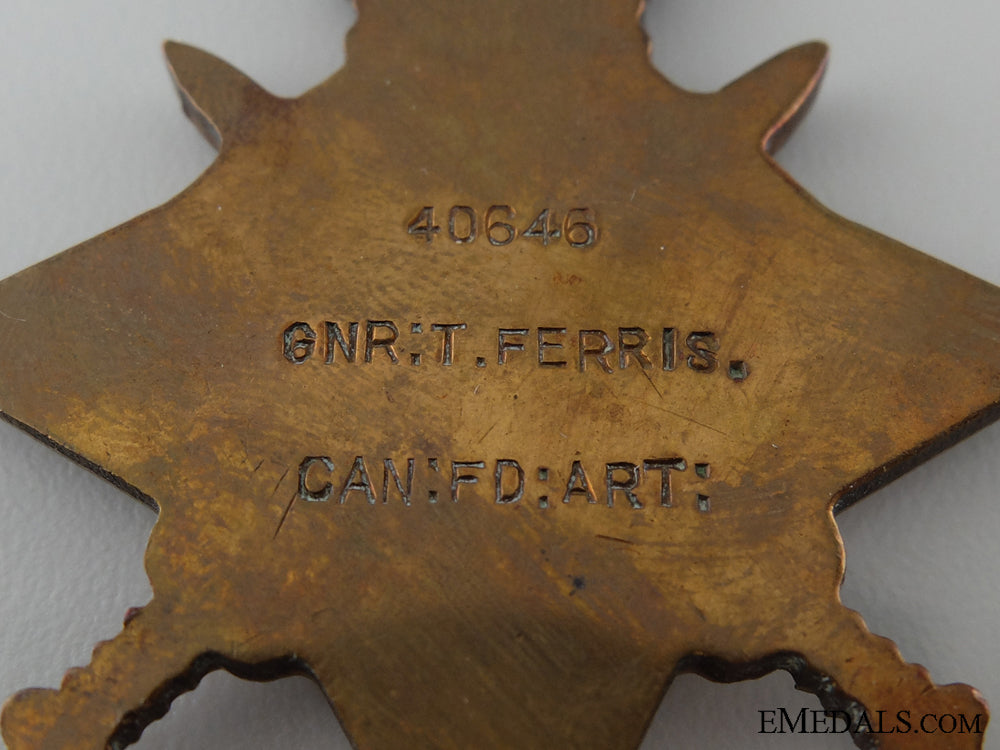 40646
GNR:T. FERRIS.
CAN:FD:ART:
EMEDALS.COM